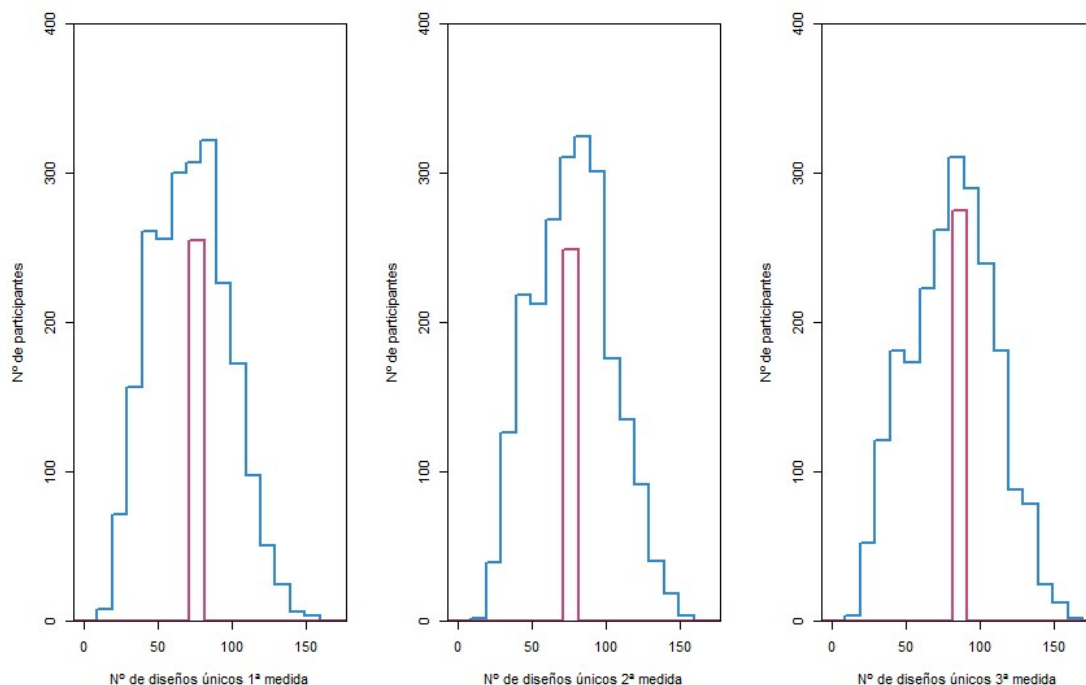 400
300
200
100
0
Nº de participantes
0 50 100 150
Nº de diseños únicos 1ª medida
400
300
200
100
0
Nº de participantes
0 50 100 150
Nº de diseños únicos 2ª medida
400
300
200
100
0
Nº de participantes
0 50 100 150
Nº de diseños únicos 3ª medida